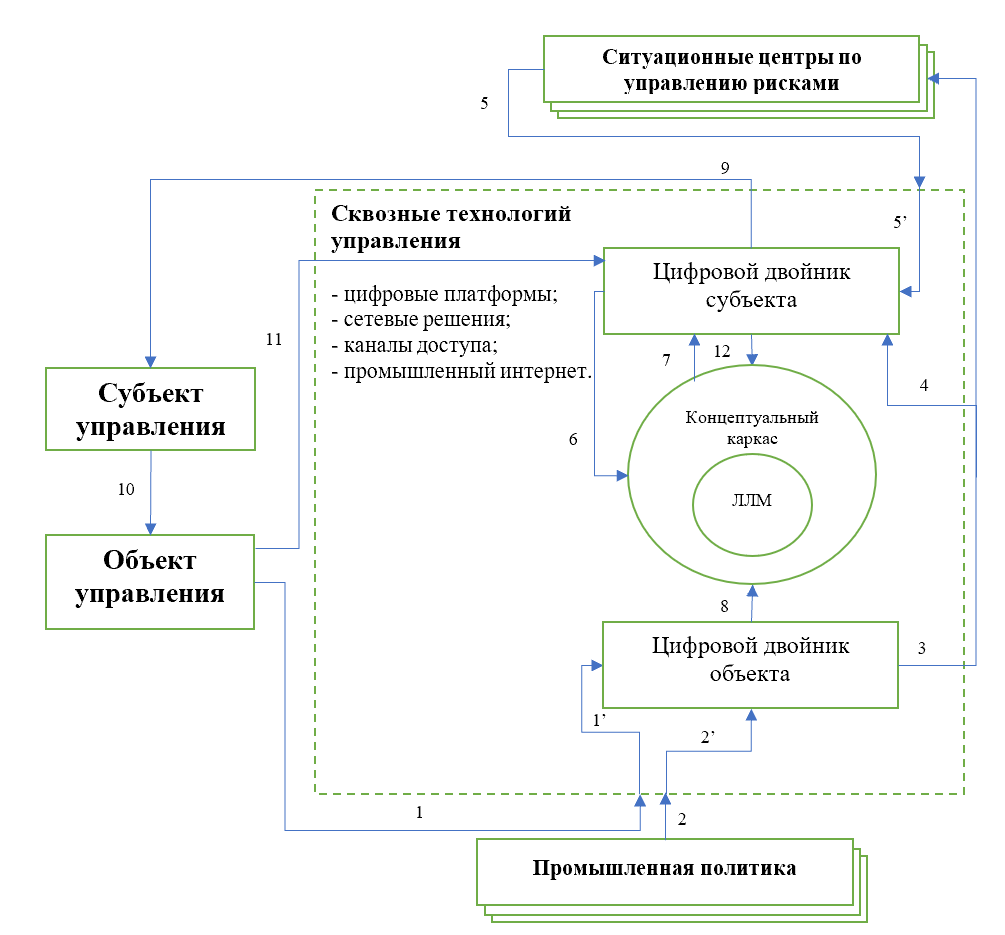 Ситуационные центры по
управлению рисками
5
9
5’
Сквозные технологий
управления
- цифровые платформы;
- сетевые решения;
- каналы доступа;
- промышленный интернет.
Цифровой двойник
субъекта
11
7
12
4
Субъект
управления
Концептуальный
каркас
6
ЛЛМ
10
Объект
управления
8
Цифровой двойник
объекта
3
1’
2’
1
2
Промышленная политика